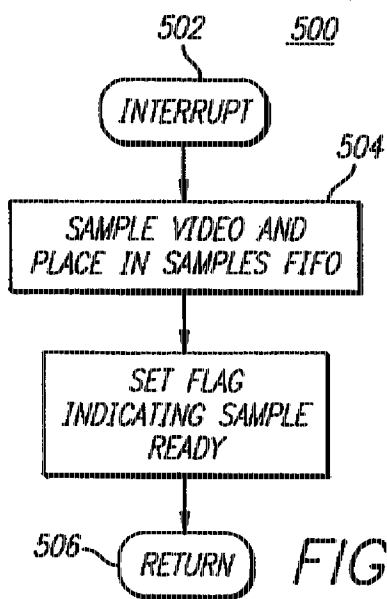 502
500
INTERRUPT
504
SAMPLE VIDEO AND
PLACE IN SAMPLES FIFO
SET FLAG
INDICATING SAMPLE
READY
506
RETURN
FIG